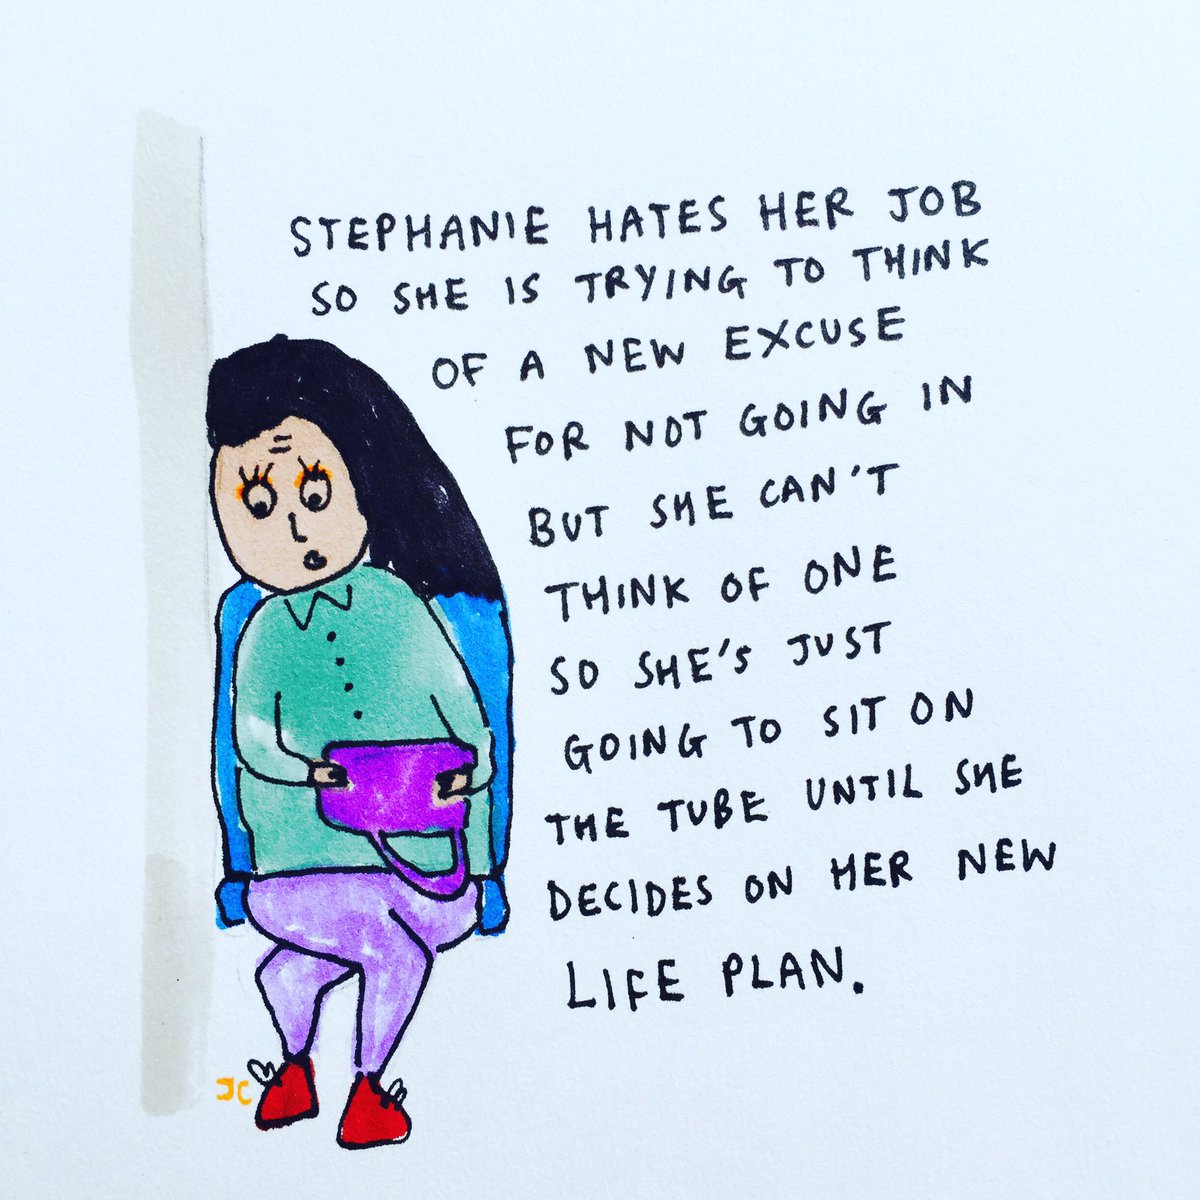 STEPHANIE HATES HER JOB
SO SHE IS TRYING TO THINK
OF A NEW EXCUSE
FOR NOT GOING IN
BUT SHE CAN'T
THINK OF ONE
SO SHE'S JUST
GOING TO SIT ON
THE TUBE UNTIL SHE
DECIDES ON HER NEW
LIFE PLAN.
JC